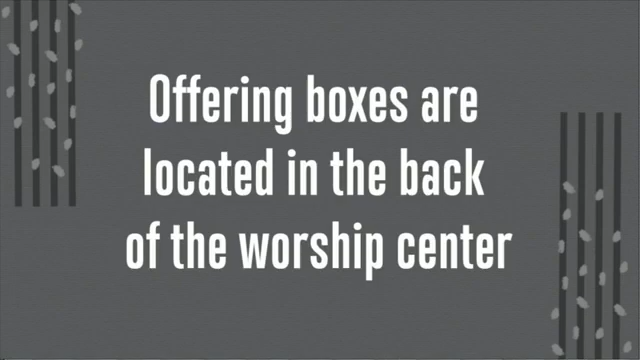 Offering boxes are
located in the back
of the worship center